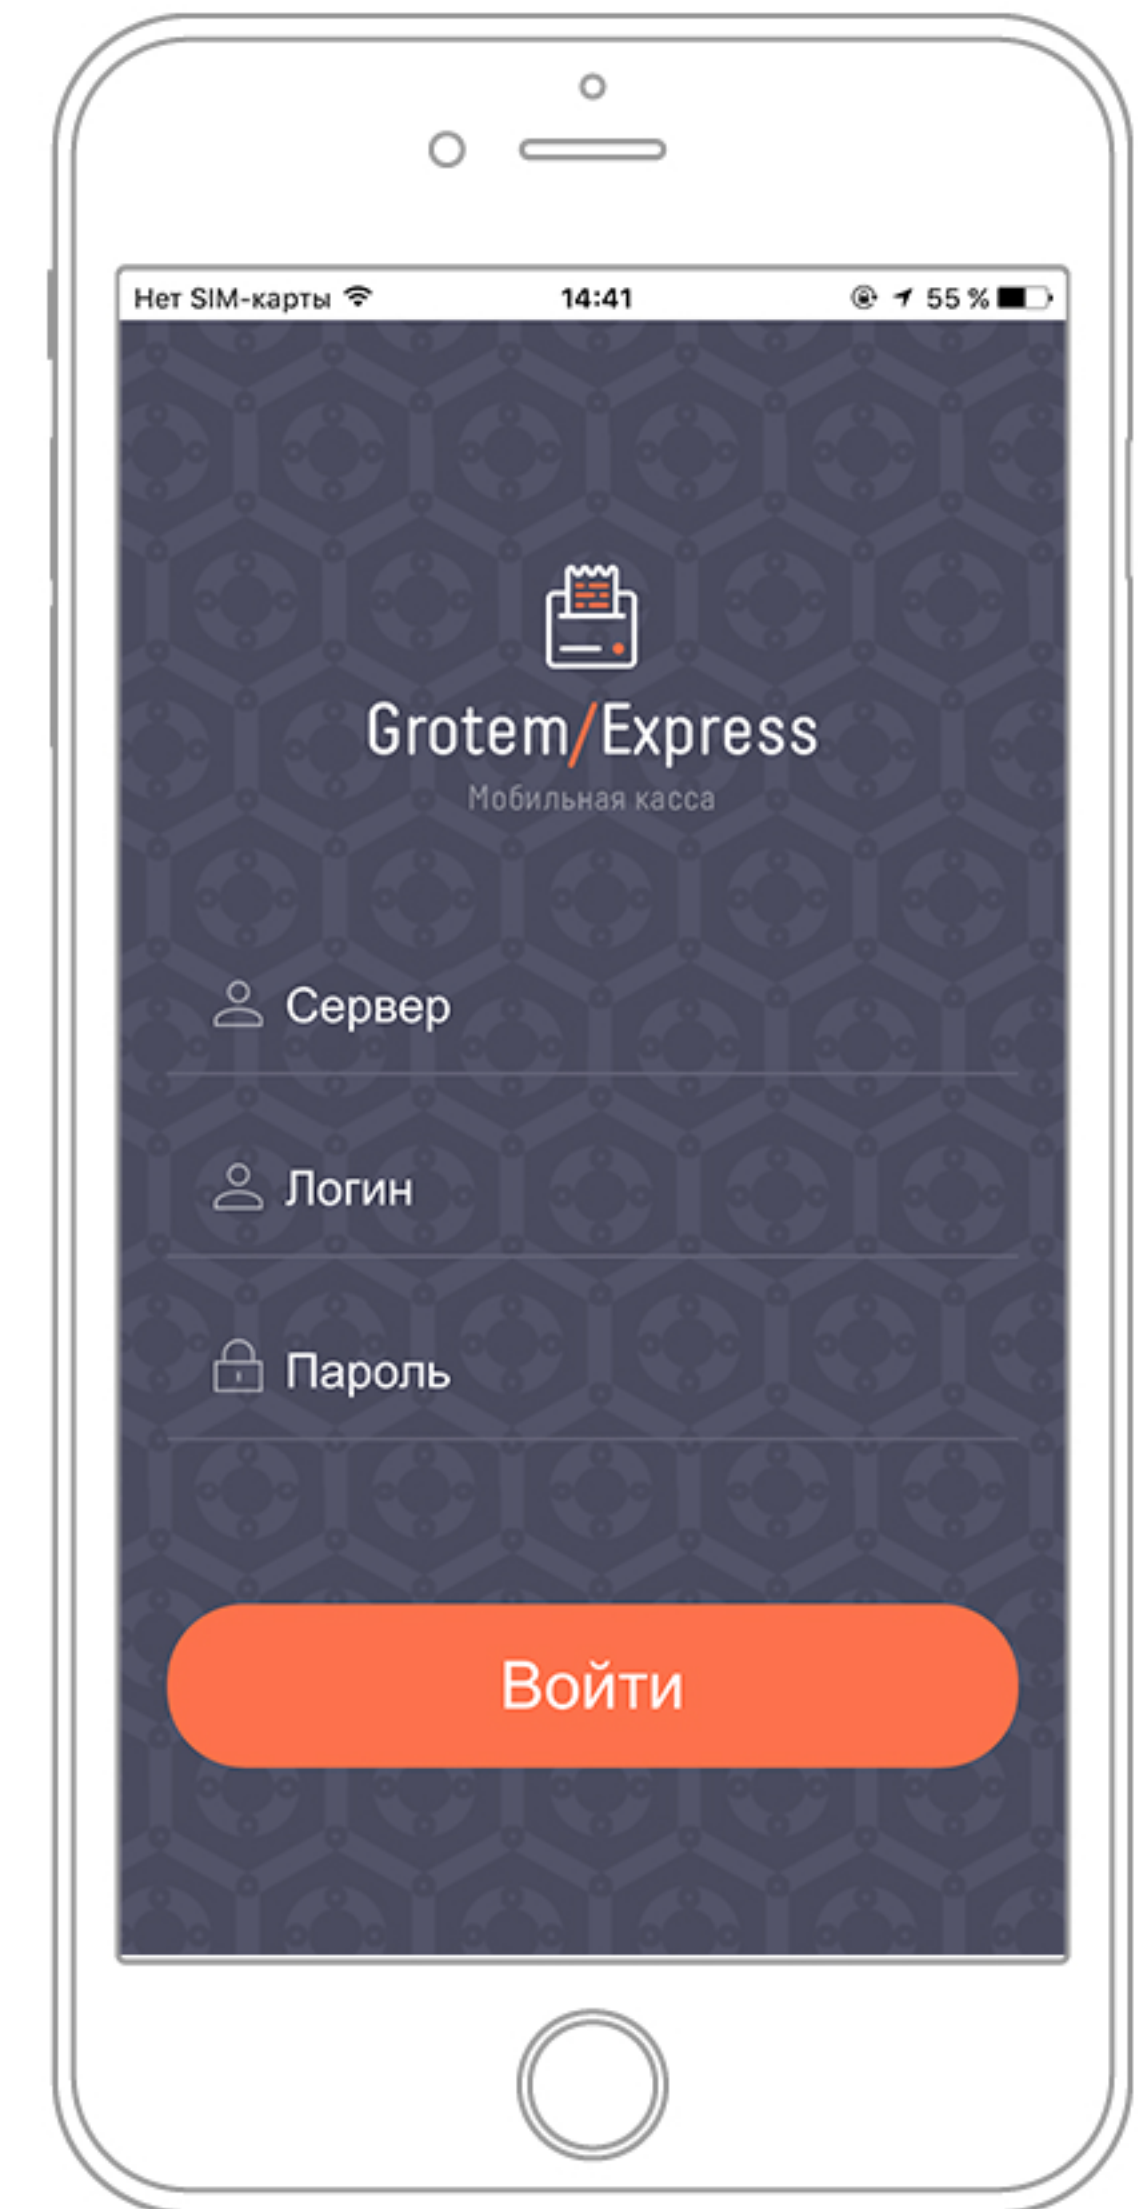 Нет SIM-карты 14:41 55 %
Grotem/Express
Мобильная касса
Сервер
Логин
Пароль
Войти